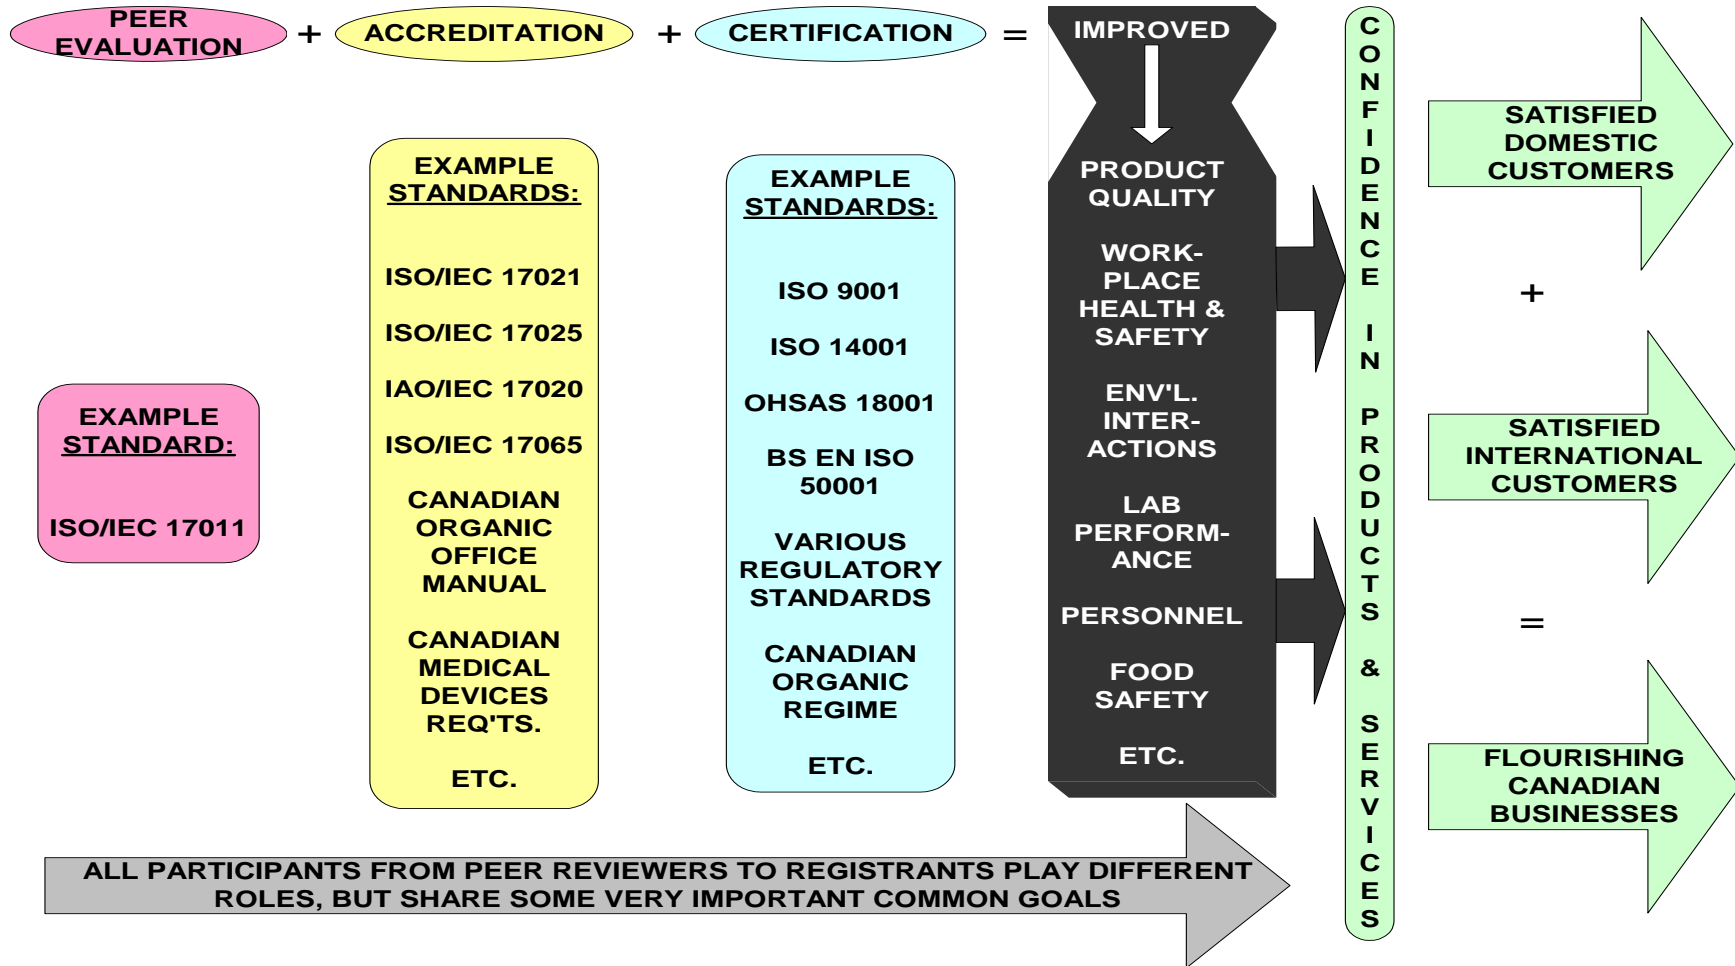 PEER
EVALUATION
+
ACCREDITATION
+
CERTIFICATION
=
IMPROVED
EXAMPLE
STANDARD:
ISO/IEC 17011
EXAMPLE
STANDARDS:
ISO/IEC 17021
ISO/IEC 17025
IAO/IEC 17020
ISO/IEC 17065
CANADIAN
ORGANIC
OFFICE
MANUAL
CANADIAN
MEDICAL
DEVICES
REQ'TS.
ETC.
EXAMPLE
STANDARDS:
ISO 9001
ISO 14001
OHSAS 18001
BS EN ISO
50001
VARIOUS
REGULATORY
STANDARDS
CANADIAN
ORGANIC
REGIME
ETC.
PRODUCT
QUALITY
WORK-
PLACE
HEALTH &
SAFETY
ENV'L.
INTER-
ACTIONS
LAB
PERFORM-
ANCE
PERSONNEL
FOOD
SAFETY
ETC.
CONFIDENCE IN PRODUCTS & SERVICES
SATISFIED
DOMESTIC
CUSTOMERS
+
SATISFIED
INTERNATIONAL
CUSTOMERS
=
FLOURISHING
CANADIAN
BUSINESSES
ALL PARTICIPANTS FROM PEER REVIEWERS TO REGISTRANTS PLAY DIFFERENT
ROLES, BUT SHARE SOME VERY IMPORTANT COMMON GOALS